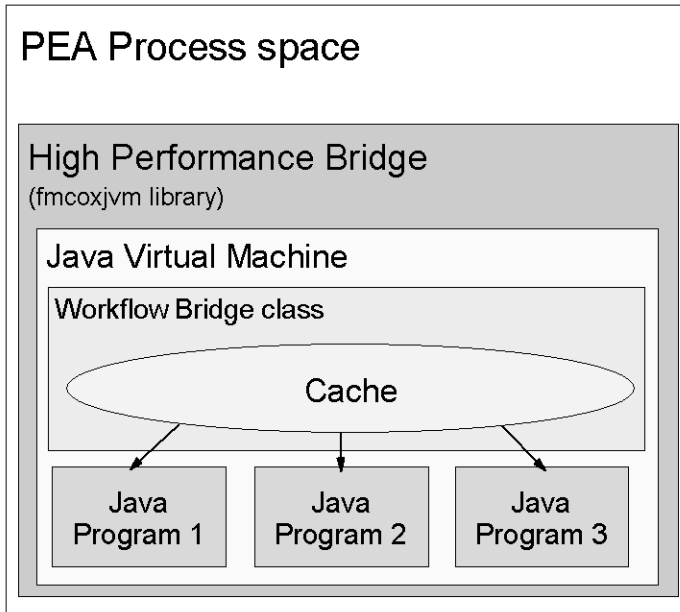 PEA Process space
High Performance Bridge
(fmcoxjvm library)
Java Virtual Machine
Workflow Bridge class
Cache
Java
Program 1
Java
Program 2
Java
Program 3